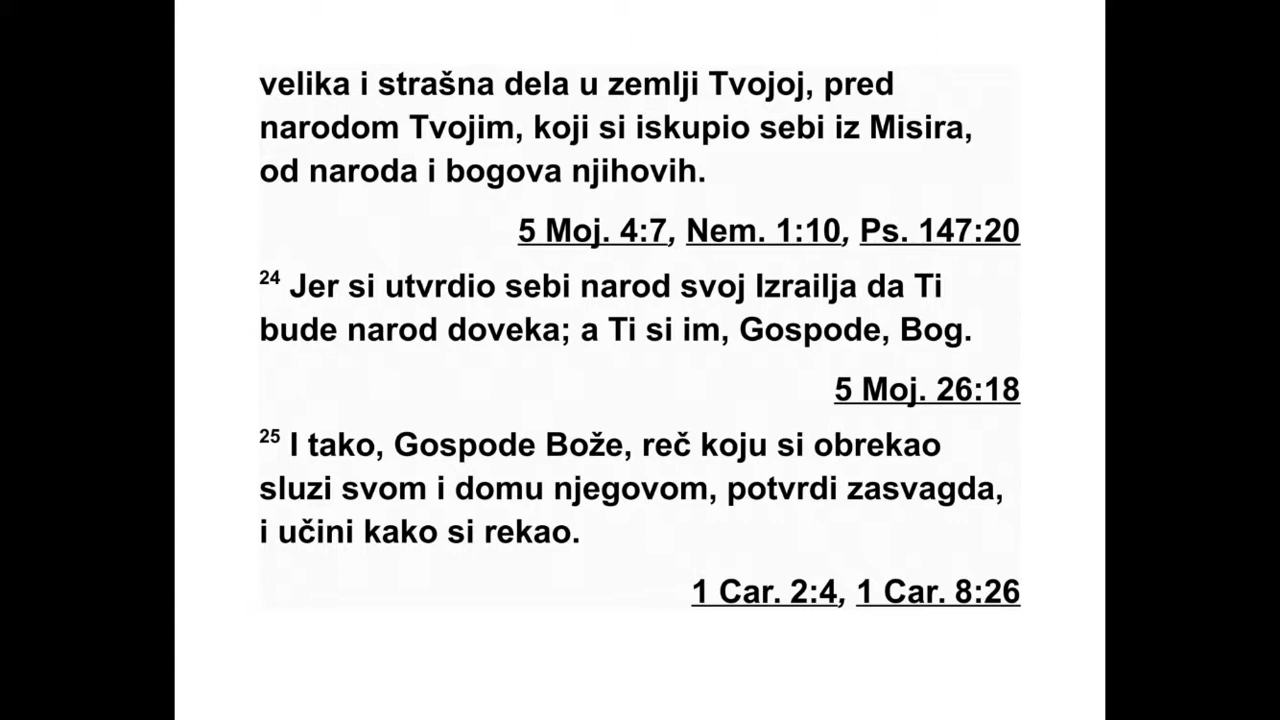 velika i strašna dela u zemlji Tvojoj, pred
narodom Tvojim, koji si iskupio sebi iz Misira,
od naroda i bogova njihovih.
5 Moj. 4:7, Nem. 1:10, Ps. 147:20
24 Jer si utvrdio sebi narod svoj Izrailja da Ti
bude narod doveka; a Ti si im, Gospode, Bog.
5 Moj. 26:18
25 I tako, Gospode Bože, reč koju si obrekao
sluzi svom i domu njegovom, potvrdi zasvagda,
i učini kako si rekao.
1 Car. 2:4, 1 Car. 8:26